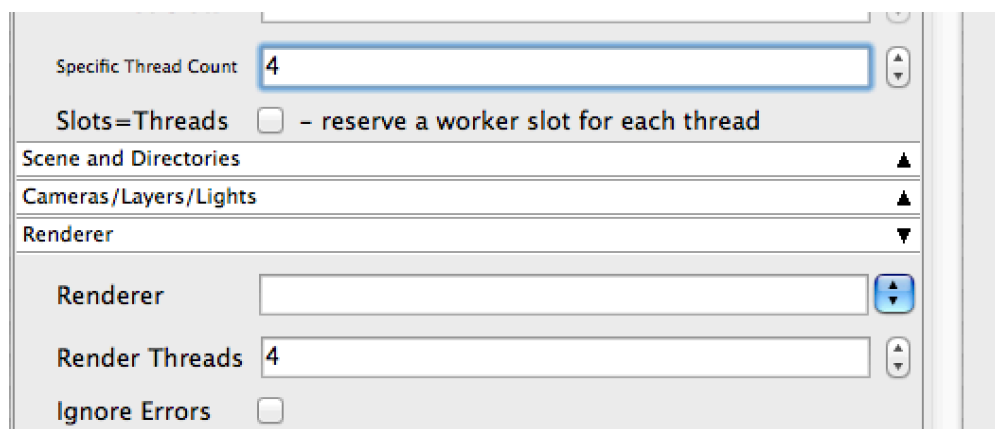 Specific Thread Count 4
Slots=Threads – reserve a worker slot for each thread
Scene and Directories
Cameras/Layers/Lights
Renderer
Renderer
Render Threads 4
Ignore Errors